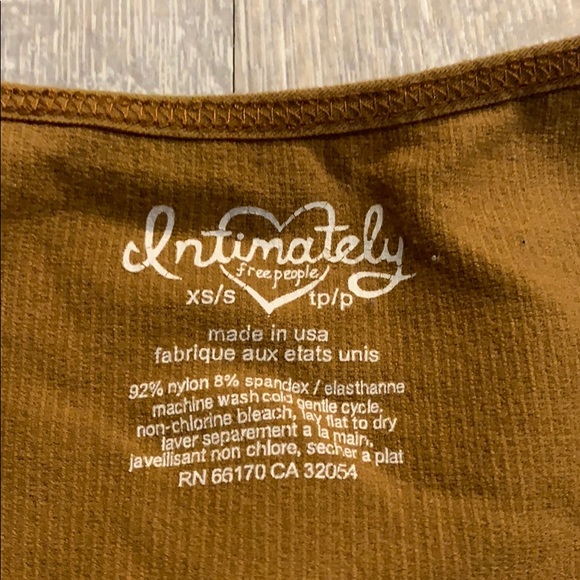 Intimately
free people
xs/s tp/p
made in usa
fabrique aux etats unis
92% nylon 8% spandex / elasthanne
machine wash cold gentle cycle,
non-chlorine bleach, lay flat to dry
laver separement a la main,
javellisant non chlore, secher a plat
RN 66170 CA 32054